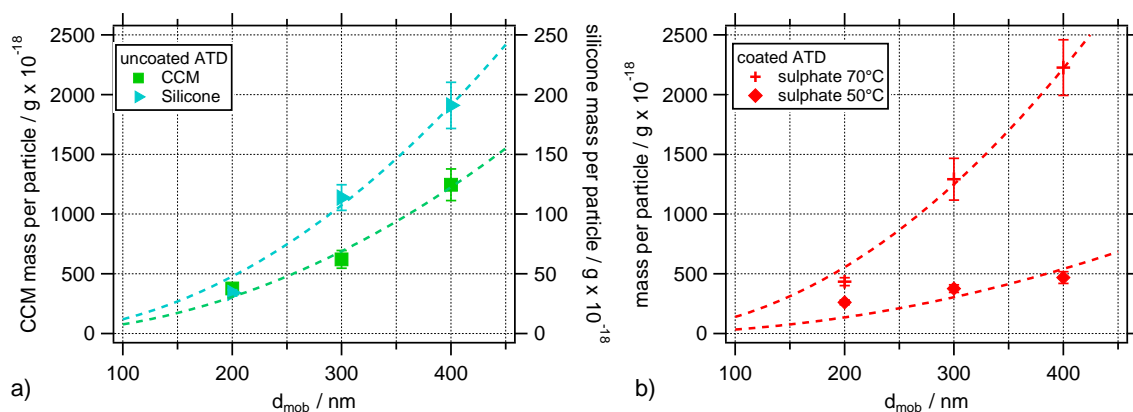 CCM mass per particle / g x 10⁻¹⁸
2500
2000
1500
1000
500
0
uncoated ATD
CCM
Silicone
250
200
150
100
50
0
silicone mass per particle / g x 10⁻¹⁸
100
200
300
400
d_mob / nm
a)
mass per particle / g x 10⁻¹⁸
2500
2000
1500
1000
500
0
coated ATD
sulphate 70°C
sulphate 50°C
100
200
300
400
d_mob / nm
b)